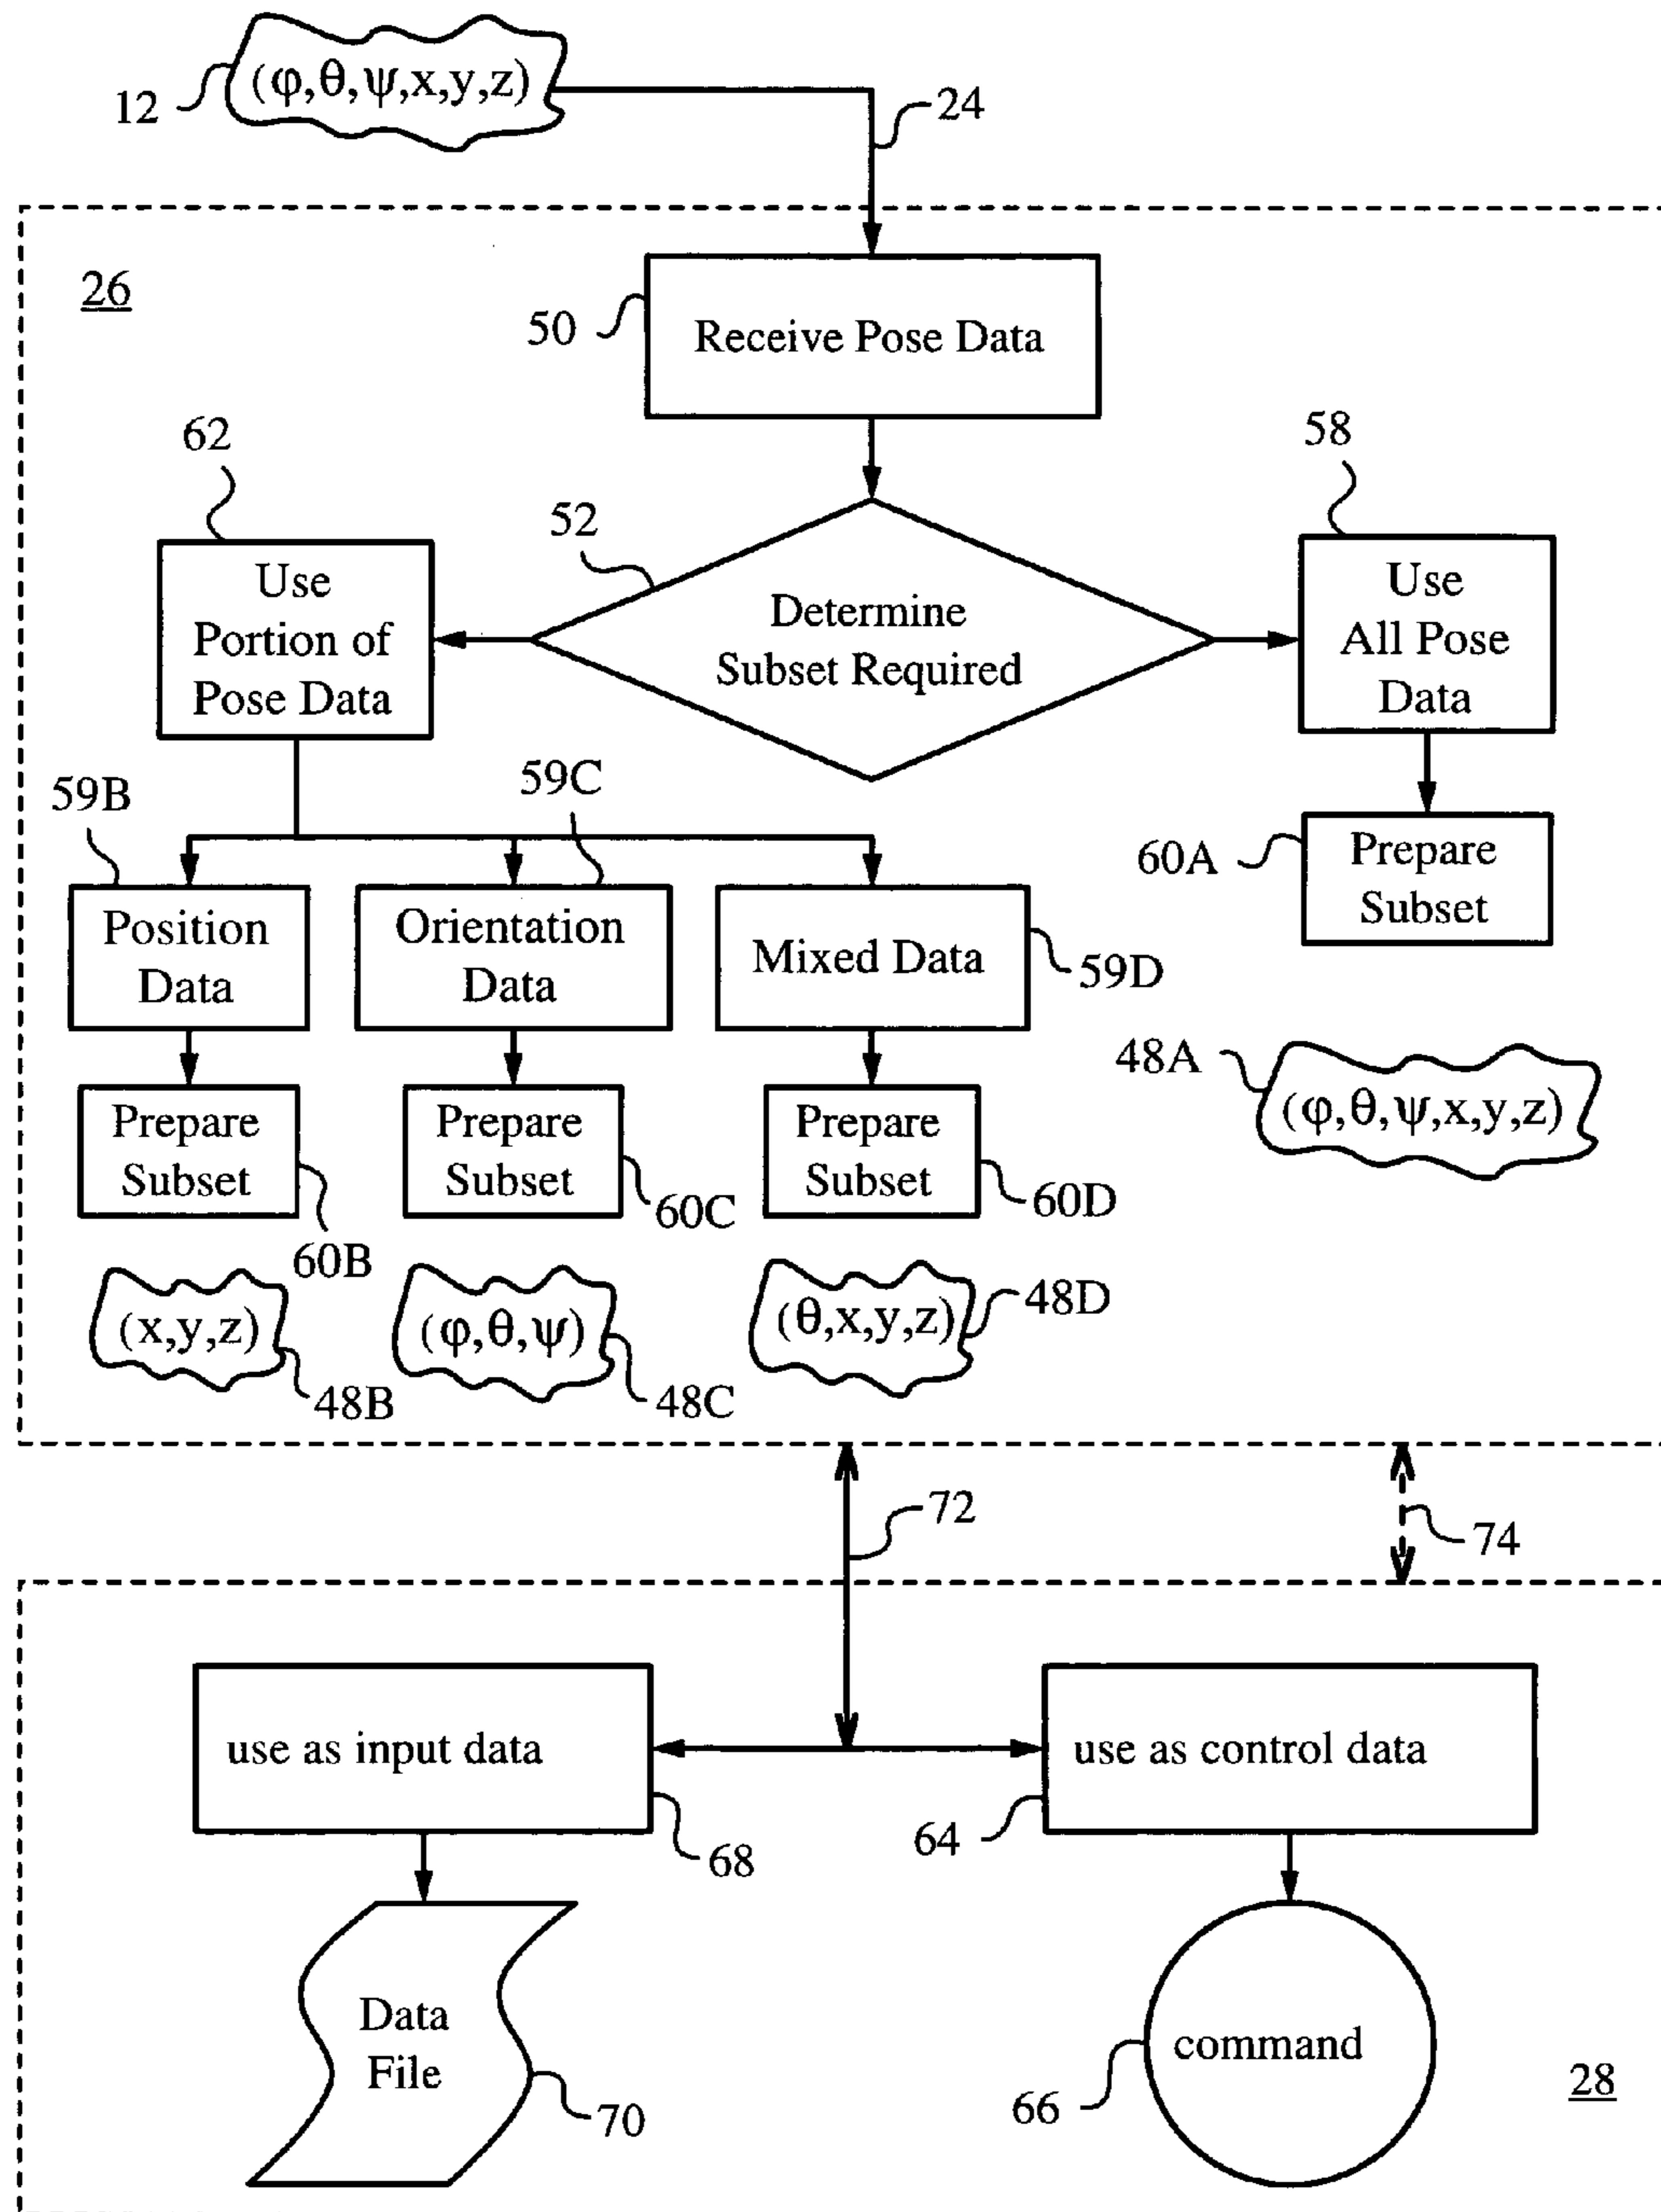 (φ,θ,ψ,x,y,z)
12
24
26
50
Receive Pose Data
62
58
52
Use
Portion of
Pose Data
Determine
Subset Required
Use
All Pose
Data
59B
59C
60A
Prepare
Subset
Position
Data
Orientation
Data
Mixed Data
59D
48A
(φ,θ,ψ,x,y,z)
Prepare
Subset
Prepare
Subset
Prepare
Subset
60B
60C
60D
(x,y,z)
48B
(φ,θ,ψ)
48C
(θ,x,y,z)
48D
72
74
use as input data
use as control data
68
64
Data
File
70
command
66
28